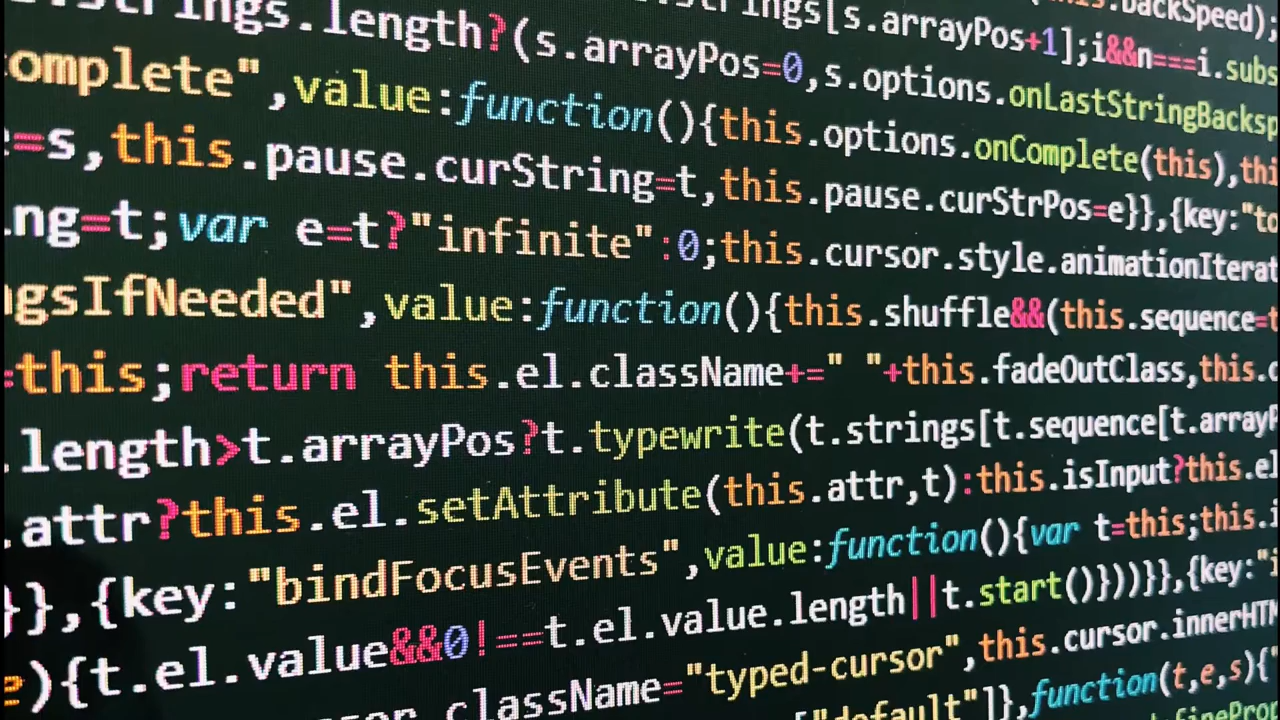 .length?(s.arrayPos=0,s.options.onLastStringBacksp
omplete",value:function(){this.options.onComplete(this),thi
=s,this.pause.curString=t,this.pause.curStrPos=e}},{key:"to
.ng=t;var e=t?"infinite":0;this.cursor.style.animationIterat
ngsIfNeeded",value:function(){this.shuffle&&(this.sequence=t
=this;return this.el.className+=" "+this.fadeOutClass,this.c
.length>t.arrayPos?t.typewrite(t.strings[t.sequence[t.arrayP
.attr?this.el.setAttribute(this.attr,t):this.isInput?this.el
}},{key:"bindFocusEvents",value:function(){var t=this;this.i
e){t.el.value&&0!==t.el.value.length||t.start()}))}},{key:"i
.className="typed-cursor",this.cursor.innerHTM
["default"]},function(t,e,s){"